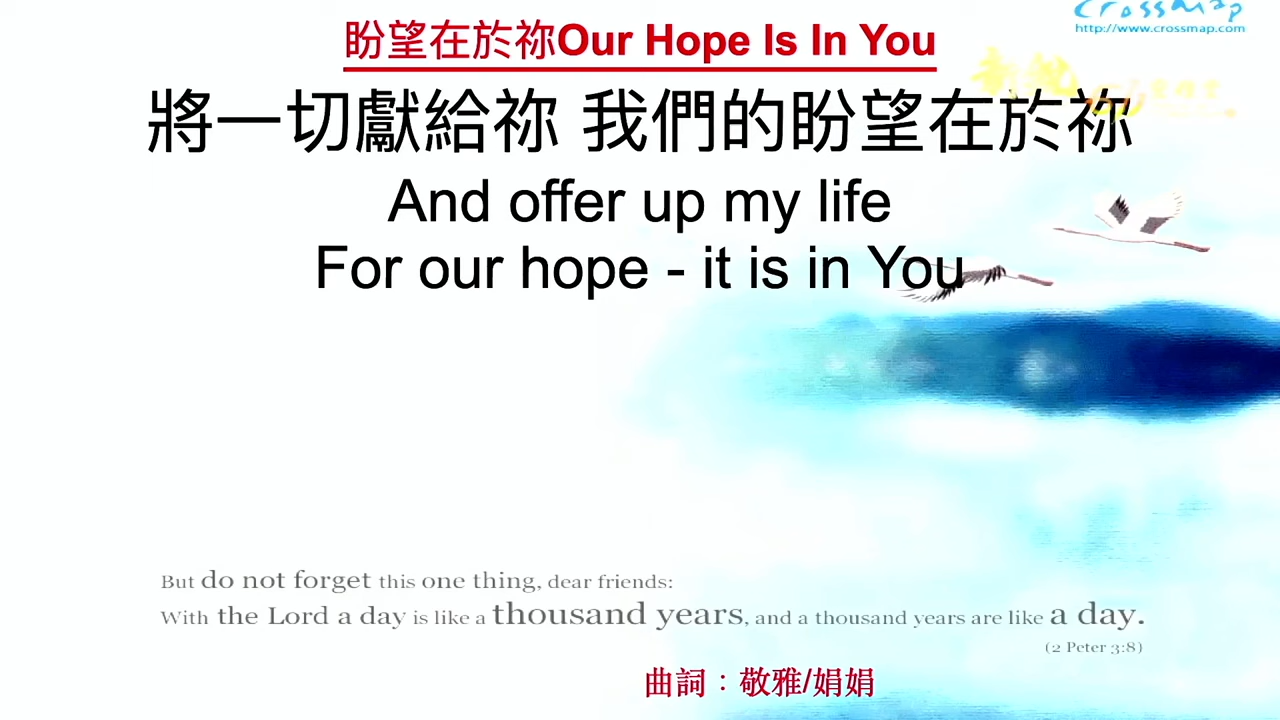 crossmap
http://www.crossmap.com
盼望在於祢Our Hope Is In You
將一切獻給祢 我們的盼望在於祢
And offer up my life
For our hope - it is in You
But do not forget this one thing, dear friends:
With the Lord a day is like a thousand years, and a thousand years are like a day.
(2 Peter 3:8)
曲詞：敬雅/娟娟